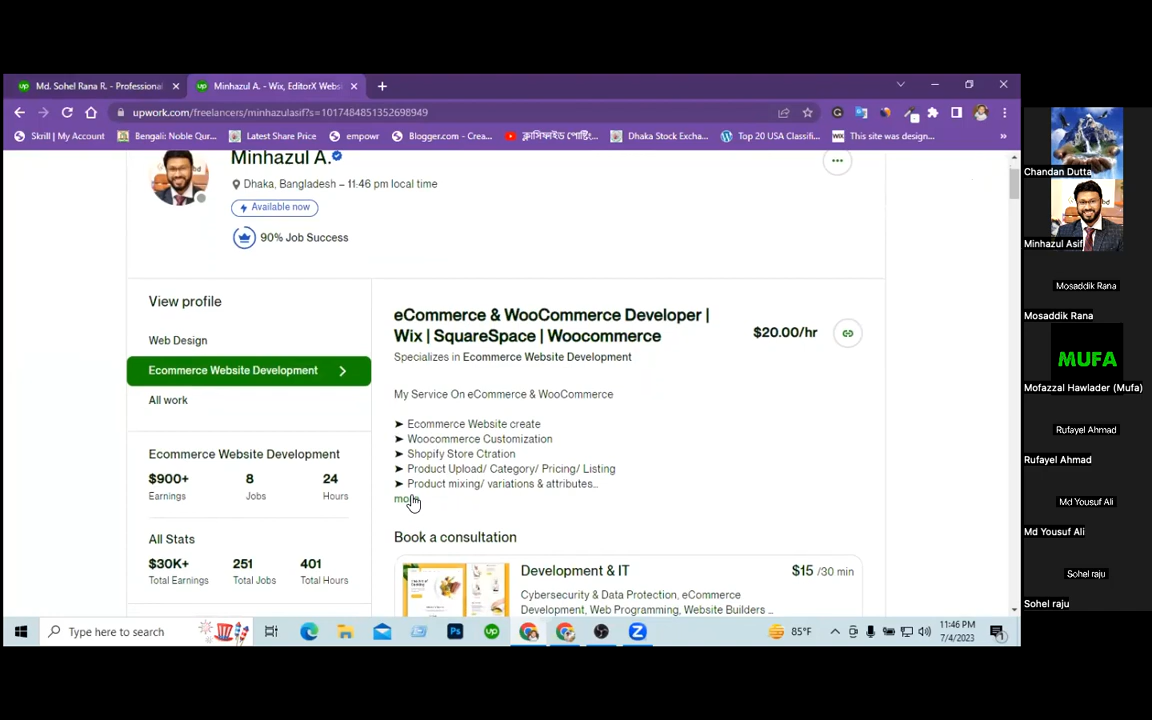 Md. Sohel Rana R. - Professional
Minhazul A. - Wix, EditorX Webs
upwork.com/freelancers/minhazulasif?s=1017484851352698949
Skrill | My Account
Bengali: Noble Qur...
Latest Share Price
empowr
Blogger.com - Crea...
ক্লাসিফাইড পোস্টিং...
Dhaka Stock Excha...
Top 20 USA Classifi...
This site was design...
»
Minhazul A.
Dhaka, Bangladesh – 11:46 pm local time
Available now
90% Job Success
View profile
Web Design
Ecommerce Website Development
All work
Ecommerce Website Development
$900+ 8 24
Earnings Jobs Hours
All Stats
$30K+ 251 401
Total Earnings Total Jobs Total Hours
eCommerce & WooCommerce Developer |
Wix | SquareSpace | Woocommerce
$20.00/hr
Specializes in Ecommerce Website Development
My Service On eCommerce & WooCommerce
➤ Ecommerce Website create
➤ Woocommerce Customization
➤ Shopify Store Ctration
➤ Product Upload/ Category/ Pricing/ Listing
➤ Product mixing/ variations & attributes...
more
Book a consultation
Development & IT
$15 /30 min
Cybersecurity & Data Protection, eCommerce
Development, Web Programming, Website Builders ...
Type here to search
Ps
up
85°F
11:46 PM
7/4/2023
Chandan Dutta
Minhazul Asif
Mosaddik Rana
Mosaddik Rana
MUFA
Mofazzal Hawlader (Mufa)
Rufayel Ahmad
Rufayel Ahmad
Md Yousuf Ali
Md Yousuf Ali
Sohel raju
Sohel raju